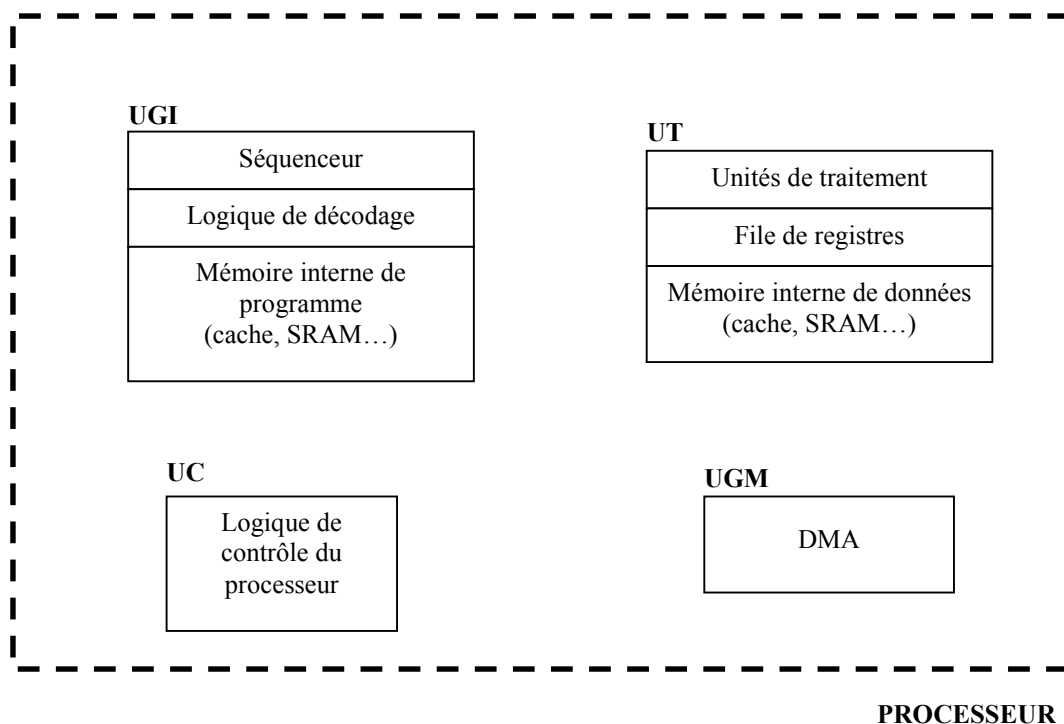 UGI
Séquenceur
Logique de décodage
Mémoire interne de
programme
(cache, SRAM…)
UT
Unités de traitement
File de registres
Mémoire interne de données
(cache, SRAM…)
UC
Logique de
contrôle du
processeur
UGM
DMA
PROCESSEUR